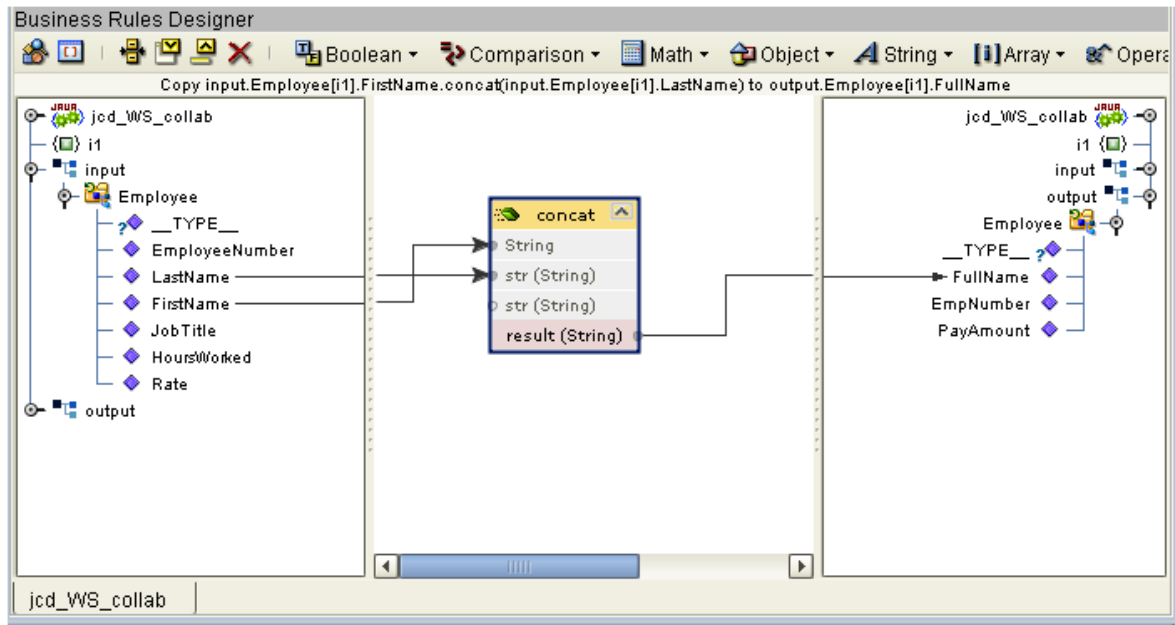 Business Rules Designer
Boolean Comparison Math Object String [i] Array Opera
Copy input.Employee[i1].FirstName.concat(input.Employee[i1].LastName) to output.Employee[i1].FullName
JAVA jcd_WS_collab
{} i1
input
Employee
? __TYPE__
EmployeeNumber
LastName
FirstName
JobTitle
HoursWorked
Rate
output
concat
String
str (String)
str (String)
result (String)
jcd_WS_collab JAVA
i1 {}
input
output
Employee
__TYPE__ ?
FullName
EmpNumber
PayAmount
jcd_WS_collab